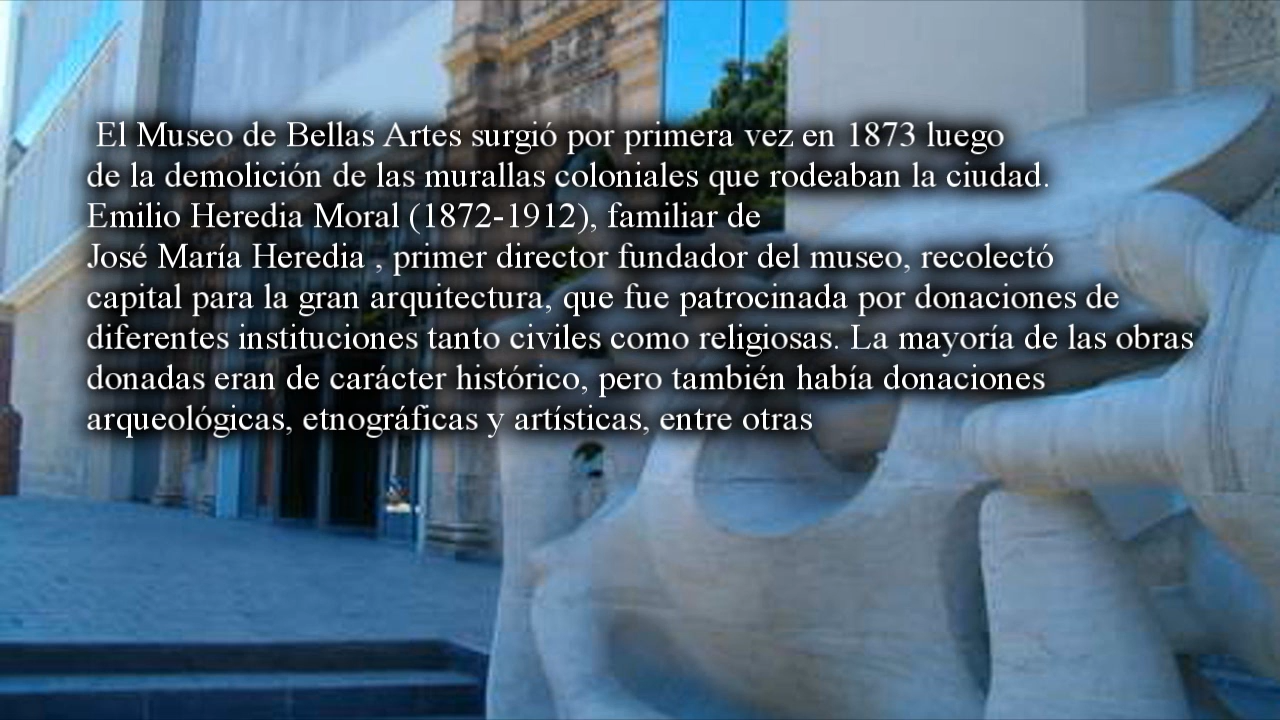 El Museo de Bellas Artes surgió por primera vez en 1873 luego
de la demolición de las murallas coloniales que rodeaban la ciudad.
Emilio Heredia Moral (1872-1912), familiar de
José María Heredia , primer director fundador del museo, recolectó
capital para la gran arquitectura, que fue patrocinada por donaciones de
diferentes instituciones tanto civiles como religiosas. La mayoría de las obras
donadas eran de carácter histórico, pero también había donaciones
arqueológicas, etnográficas y artísticas, entre otras